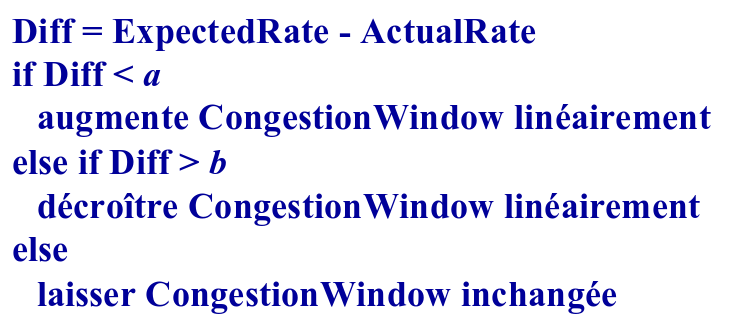 Diff = ExpectedRate - ActualRate
if Diff < a
augmente CongestionWindow linéairement
else if Diff > b
décroître CongestionWindow linéairement
else
laisser CongestionWindow inchangée